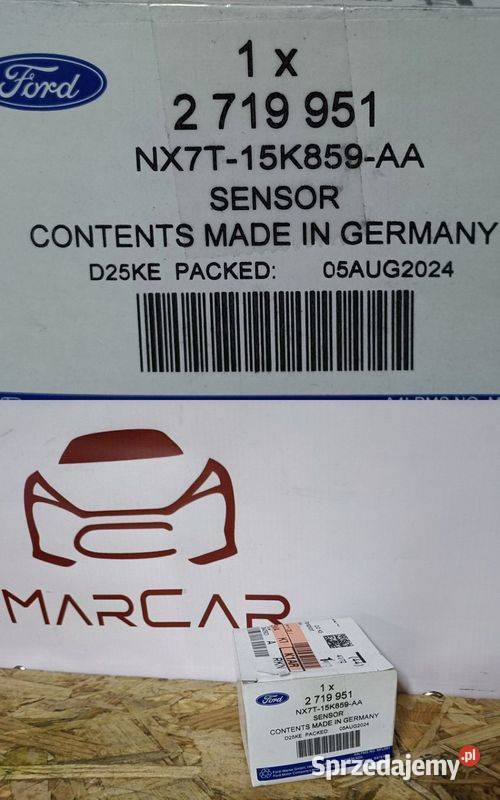 Ford
1 x
2 719 951
NX7T-15K859-AA
SENSOR
CONTENTS MADE IN GERMANY
D25KE PACKED: 05AUG2024
MARCAR
Ford
1 x
2 719 951
NX7T-15K859-AA
SENSOR
CONTENTS MADE IN GERMANY
D25KE PACKED: 05AUG2024
Sprzedajemy.pl